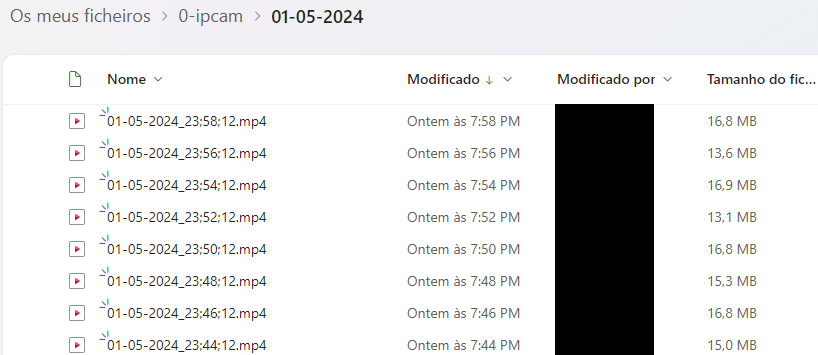 Os meus ficheiros > 0-ipcam > 01-05-2024
Nome Modificado ↓ Modificado por Tamanho do fic...
01-05-2024_23;58;12.mp4 Ontem às 7:58 PM 16,8 MB
01-05-2024_23;56;12.mp4 Ontem às 7:56 PM 13,6 MB
01-05-2024_23;54;12.mp4 Ontem às 7:54 PM 16,9 MB
01-05-2024_23;52;12.mp4 Ontem às 7:52 PM 13,1 MB
01-05-2024_23;50;12.mp4 Ontem às 7:50 PM 16,8 MB
01-05-2024_23;48;12.mp4 Ontem às 7:48 PM 15,3 MB
01-05-2024_23;46;12.mp4 Ontem às 7:46 PM 16,8 MB
01-05-2024_23;44;12.mp4 Ontem às 7:44 PM 15,0 MB